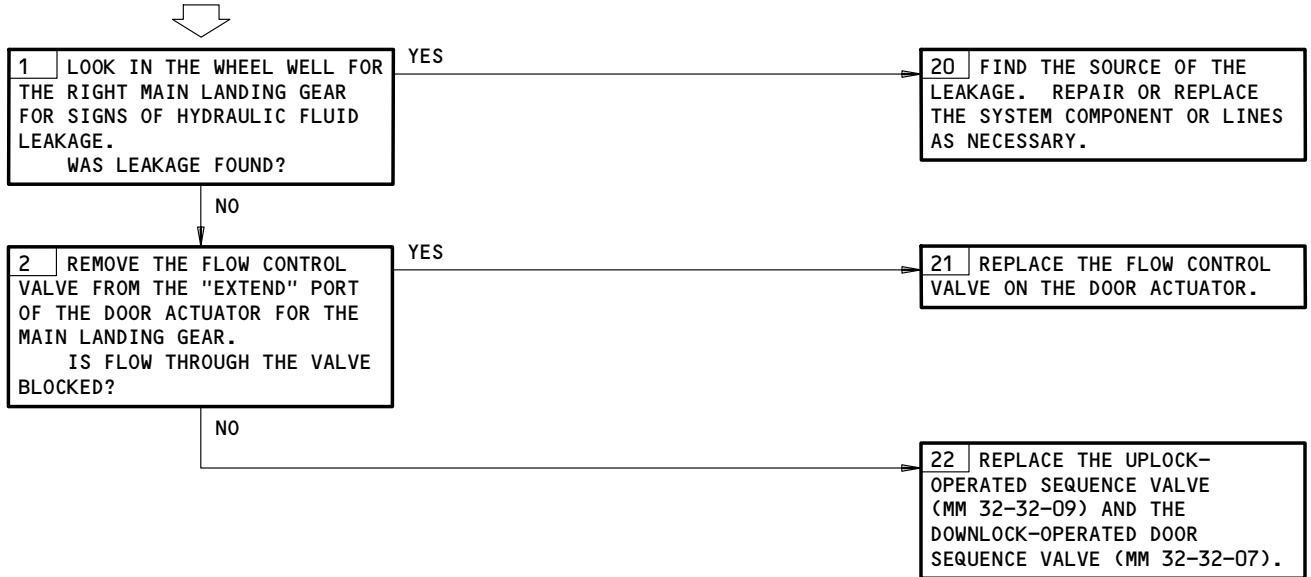 1 LOOK IN THE WHEEL WELL FOR
THE RIGHT MAIN LANDING GEAR
FOR SIGNS OF HYDRAULIC FLUID
LEAKAGE.
WAS LEAKAGE FOUND?
YES
20 FIND THE SOURCE OF THE
LEAKAGE. REPAIR OR REPLACE
THE SYSTEM COMPONENT OR LINES
AS NECESSARY.
NO
2 REMOVE THE FLOW CONTROL
VALVE FROM THE "EXTEND" PORT
OF THE DOOR ACTUATOR FOR THE
MAIN LANDING GEAR.
IS FLOW THROUGH THE VALVE
BLOCKED?
YES
21 REPLACE THE FLOW CONTROL
VALVE ON THE DOOR ACTUATOR.
NO
22 REPLACE THE UPLOCK-
OPERATED SEQUENCE VALVE
(MM 32-32-09) AND THE
DOWNLOCK-OPERATED DOOR
SEQUENCE VALVE (MM 32-32-07).